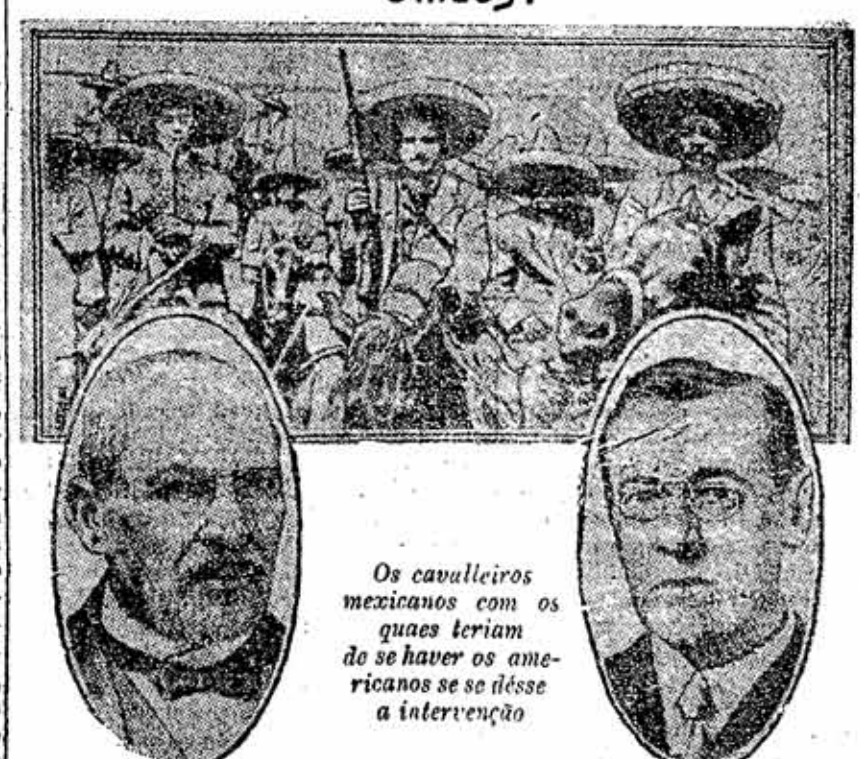 Os cavalleiros
mexicanos com os
quaes teriam
de se haver os ame-
ricanos se se désse
a intervenção